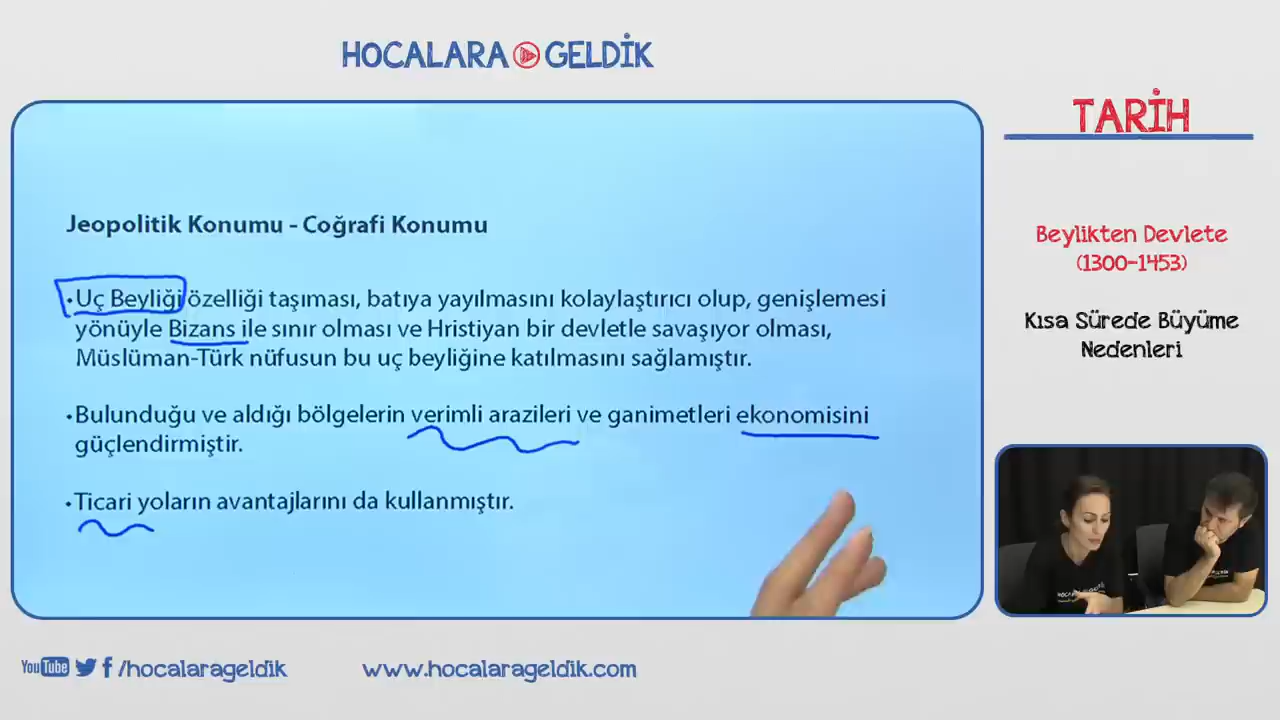 HOCALARA GELDİK
TARİH
Jeopolitik Konumu - Coğrafi Konumu
Beylikten Devlete
(1300-1453)
•Uç Beyliği özelliği taşıması, batıya yayılmasını kolaylaştırıcı olup, genişlemesi
yönüyle Bizans ile sınır olması ve Hristiyan bir devletle savaşıyor olması,
Müslüman-Türk nüfusun bu uç beyliğine katılmasını sağlamıştır.
Kısa Sürede Büyüme
Nedenleri
•Bulunduğu ve aldığı bölgelerin verimli arazileri ve ganimetleri ekonomisini
güçlendirmiştir.
•Ticari yoların avantajlarını da kullanmıştır.
YouTube /hocalarageldik
www.hocalarageldik.com